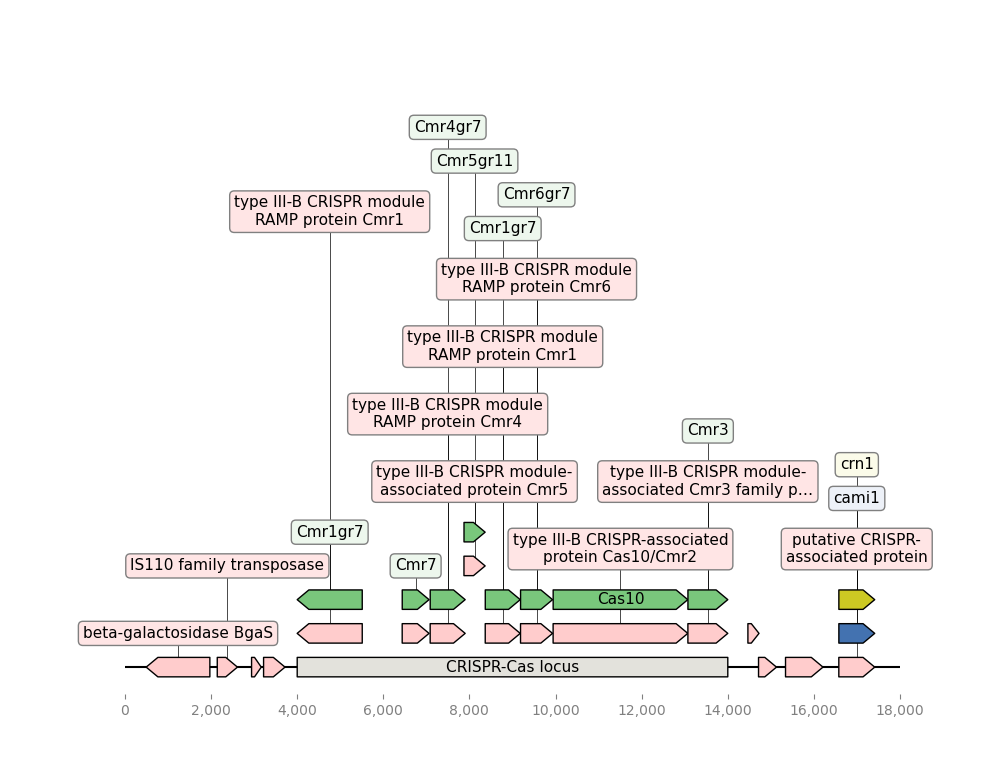 Cmr4gr7
Cmr5gr11
Cmr6gr7
type III-B CRISPR module
RAMP protein Cmr1
Cmr1gr7
type III-B CRISPR module
RAMP protein Cmr6
type III-B CRISPR module
RAMP protein Cmr1
type III-B CRISPR module
RAMP protein Cmr4
Cmr3
crn1
type III-B CRISPR module-
associated protein Cmr5
type III-B CRISPR module-
associated Cmr3 family p...
cami1
Cmr1gr7
type III-B CRISPR-associated
protein Cas10/Cmr2
putative CRISPR-
associated protein
IS110 family transposase
Cmr7
Cas10
beta-galactosidase BgaS
CRISPR-Cas locus
0 2,000 4,000 6,000 8,000 10,000 12,000 14,000 16,000 18,000